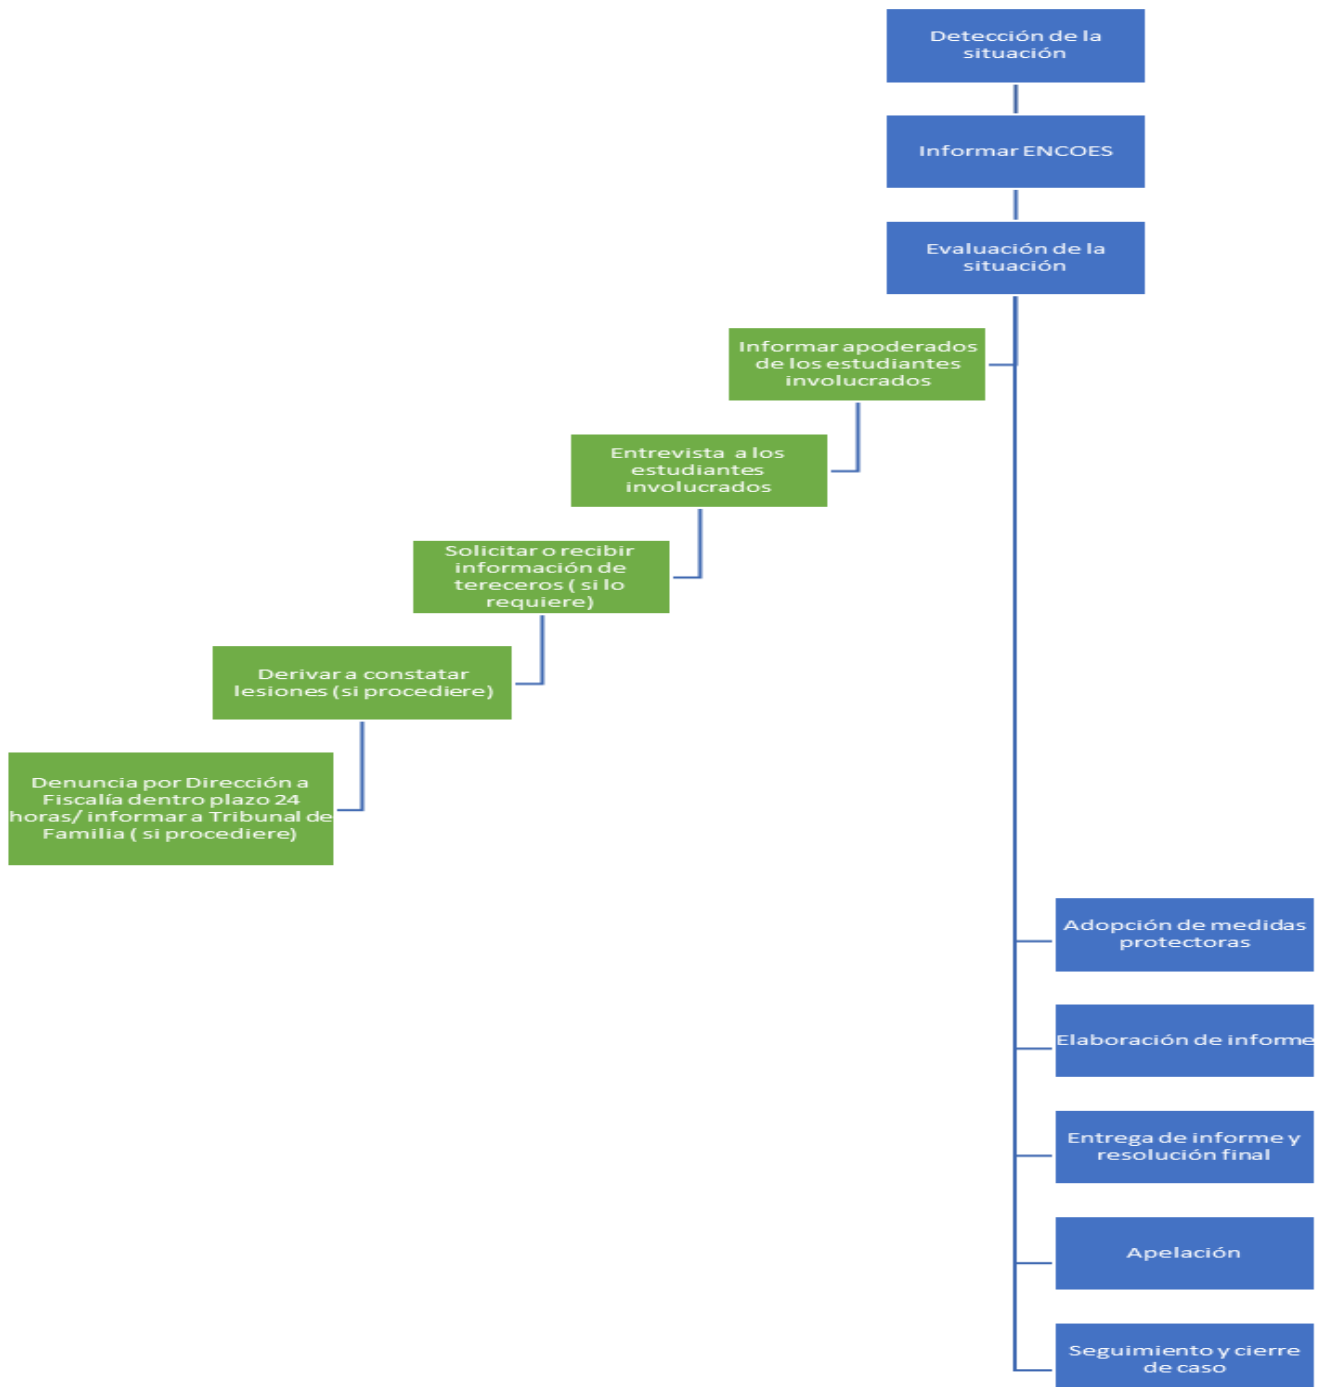 Detección de la
situación
Informar ENCOES
Evaluación de la
situación
Informar apoderados
de los estudiantes
involucrados
Entrevista a los
estudiantes
involucrados
Solicitar o recibir
información de
tereceros ( si lo
requiere)
Derivar a constatar
lesiones (si procediere)
Denuncia por Dirección a
Fiscalía dentro plazo 24
horas/ informar a Tribunal de
Familia ( si procediere)
Adopción de medidas
protectoras
Elaboración de informe
Entrega de informe y
resolución final
Apelación
Seguimiento y cierre
de caso